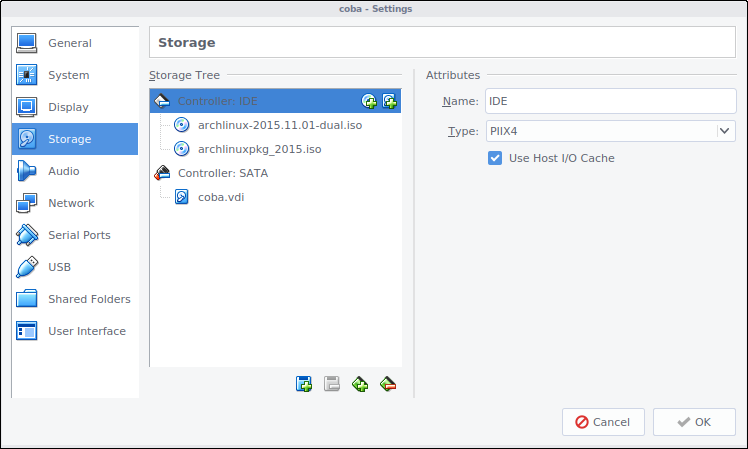 coba - Settings
General
System
Display
Storage
Audio
Network
Serial Ports
USB
Shared Folders
User Interface
Storage
Storage Tree
Controller: IDE
archlinux-2015.11.01-dual.iso
archlinuxpkg_2015.iso
Controller: SATA
coba.vdi
Attributes
Name: IDE
Type: PIIX4
Use Host I/O Cache
Cancel
OK